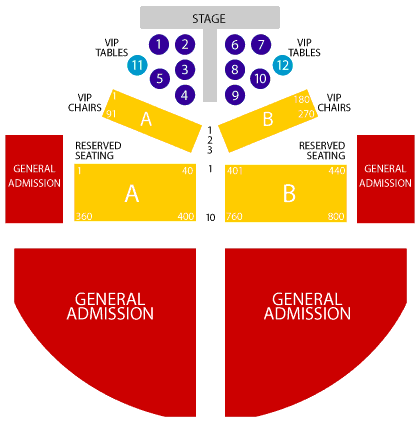 STAGE
VIP
TABLES
1 2 6 7
VIP
TABLES
11 3 8 12
5 10
4 9
VIP
CHAIRS
1 180
VIP
CHAIRS
91 A B 270
1
2
3
RESERVED
SEATING
RESERVED
SEATING
GENERAL
ADMISSION
1 40 1 401 440
GENERAL
ADMISSION
A B
360 400 10 760 800
GENERAL
ADMISSION
GENERAL
ADMISSION